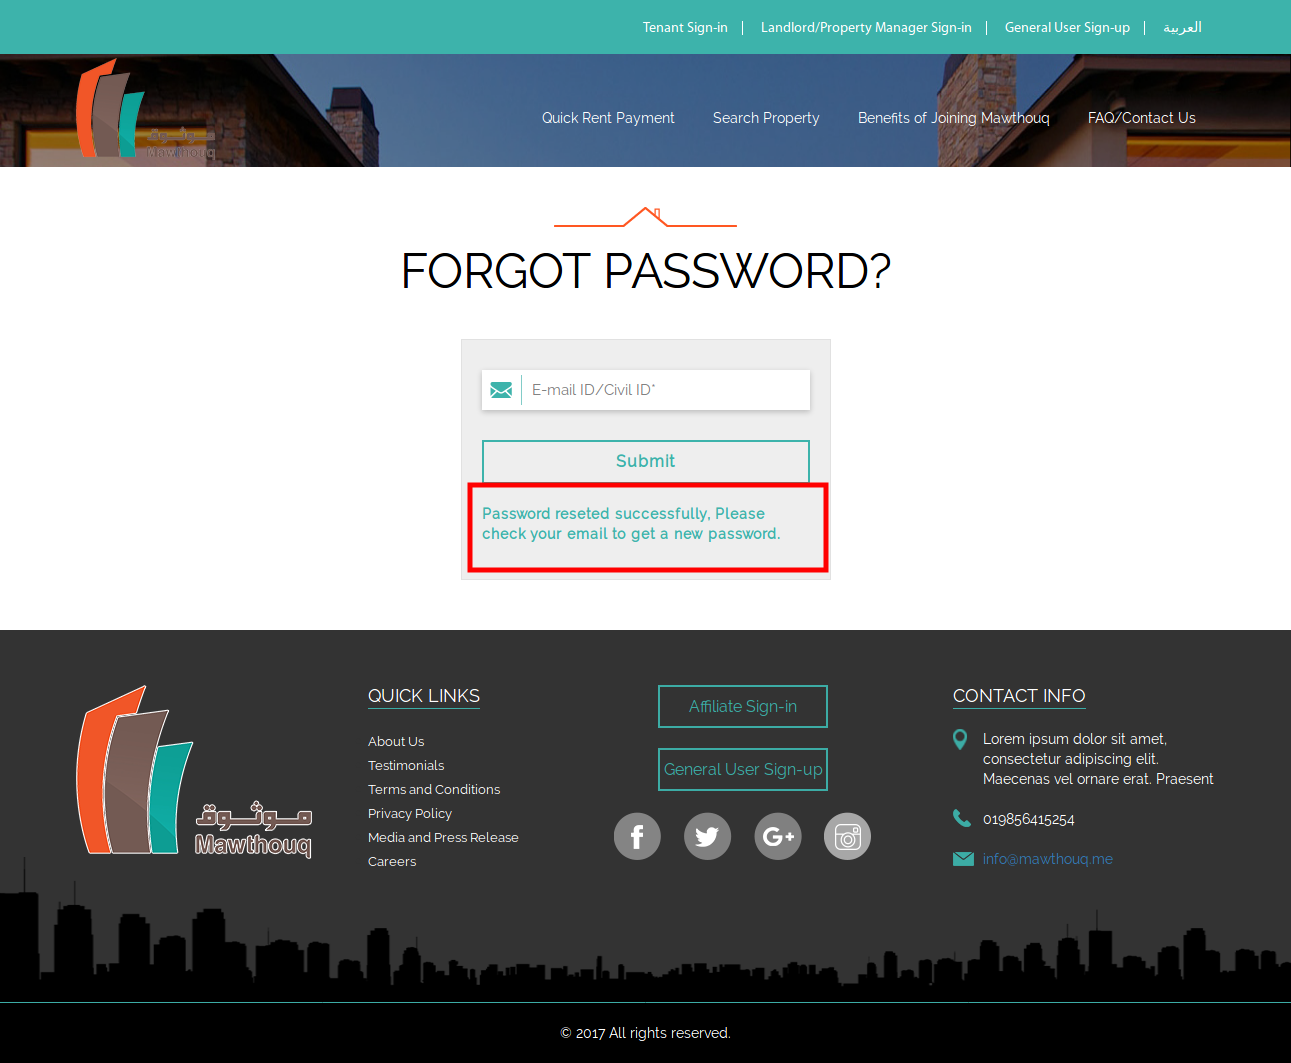 Tenant Sign-in
Landlord/Property Manager Sign-in
General User Sign-up
العربية
موثوق
Mawthouq
Quick Rent Payment
Search Property
Benefits of Joining Mawthouq
FAQ/Contact Us
FORGOT PASSWORD?
E-mail ID/Civil ID*
Submit
Password reseted successfully, Please
check your email to get a new password.
موثوق
Mawthouq
QUICK LINKS
About Us
Testimonials
Terms and Conditions
Privacy Policy
Media and Press Release
Careers
Affiliate Sign-in
General User Sign-up
CONTACT INFO
Lorem ipsum dolor sit amet,
consectetur adipiscing elit.
Maecenas vel ornare erat. Praesent
019856415254
info@mawthouq.me
© 2017 All rights reserved.